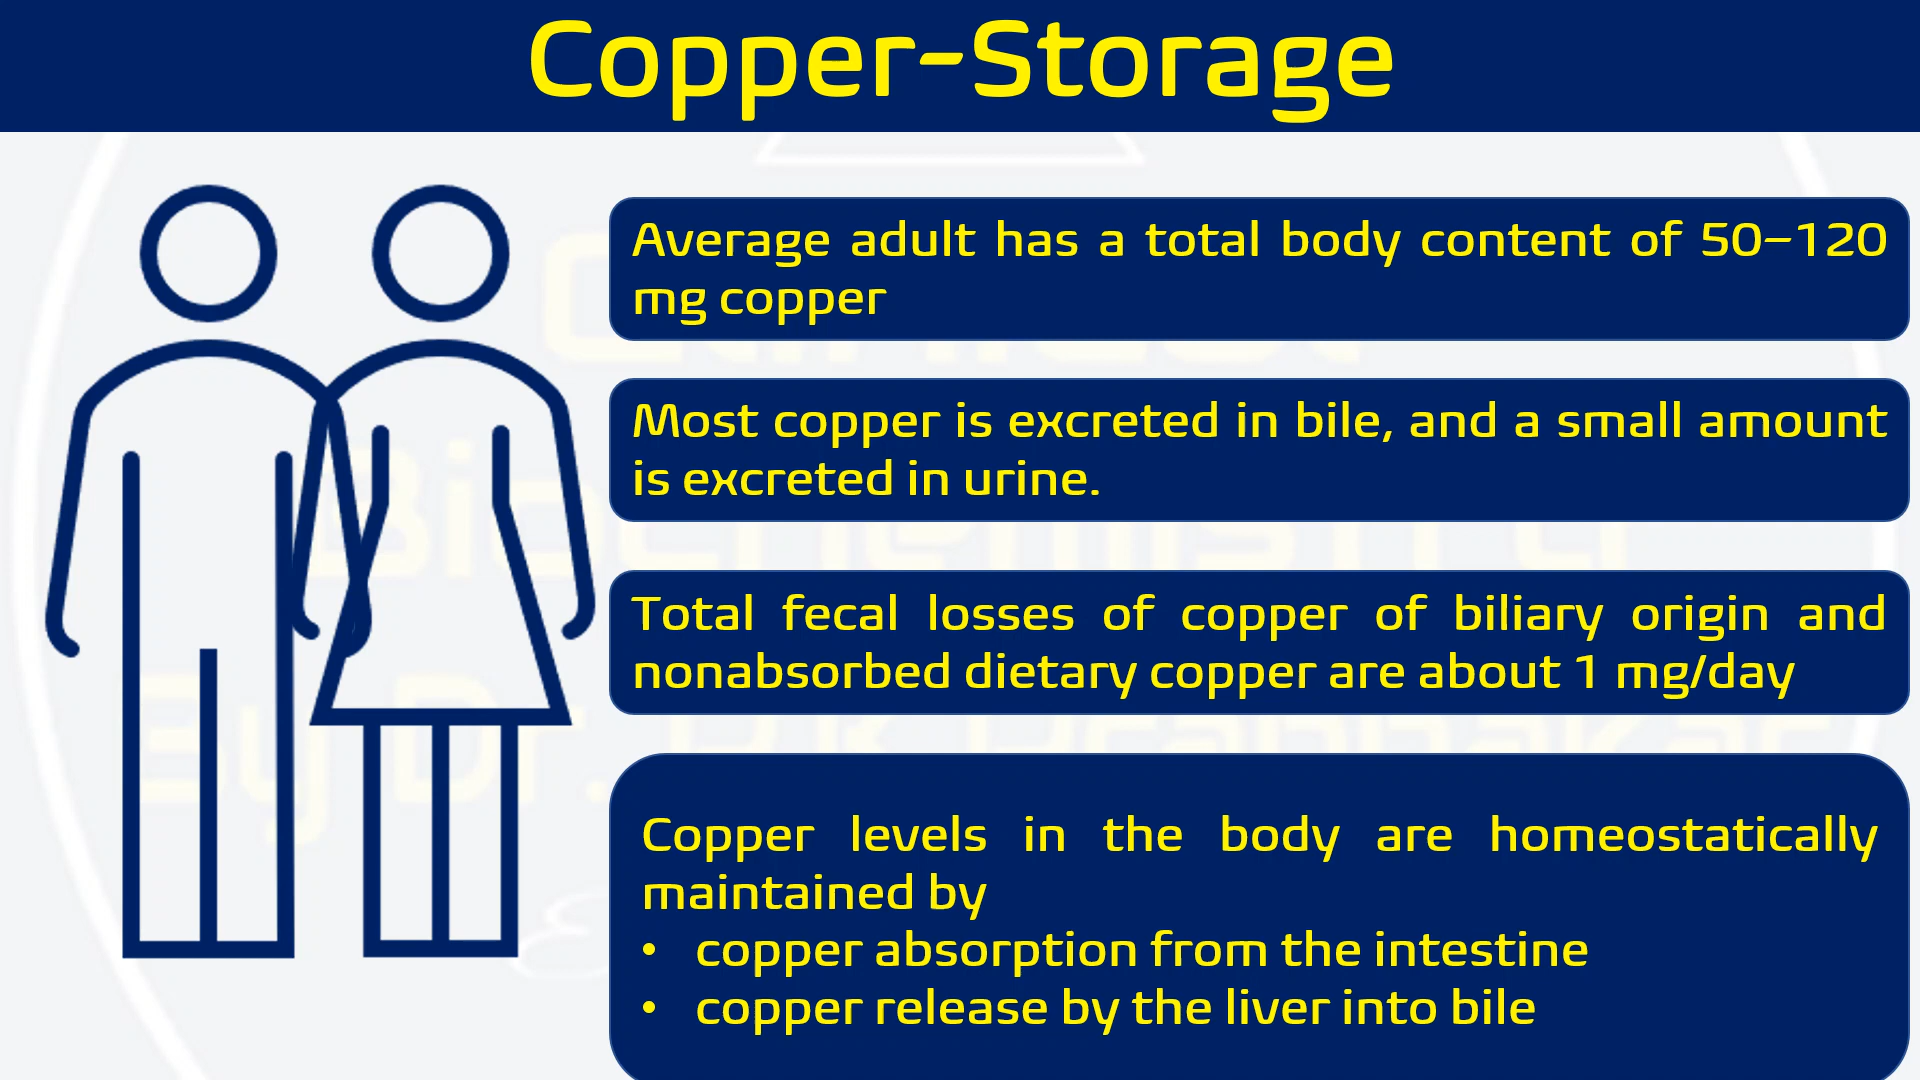 Copper-Storage
Average adult has a total body content of 50–120
mg copper
Most copper is excreted in bile, and a small amount
is excreted in urine.
Total fecal losses of copper of biliary origin and
nonabsorbed dietary copper are about 1 mg/day
Copper levels in the body are homeostatically
maintained by
• copper absorption from the intestine
• copper release by the liver into bile